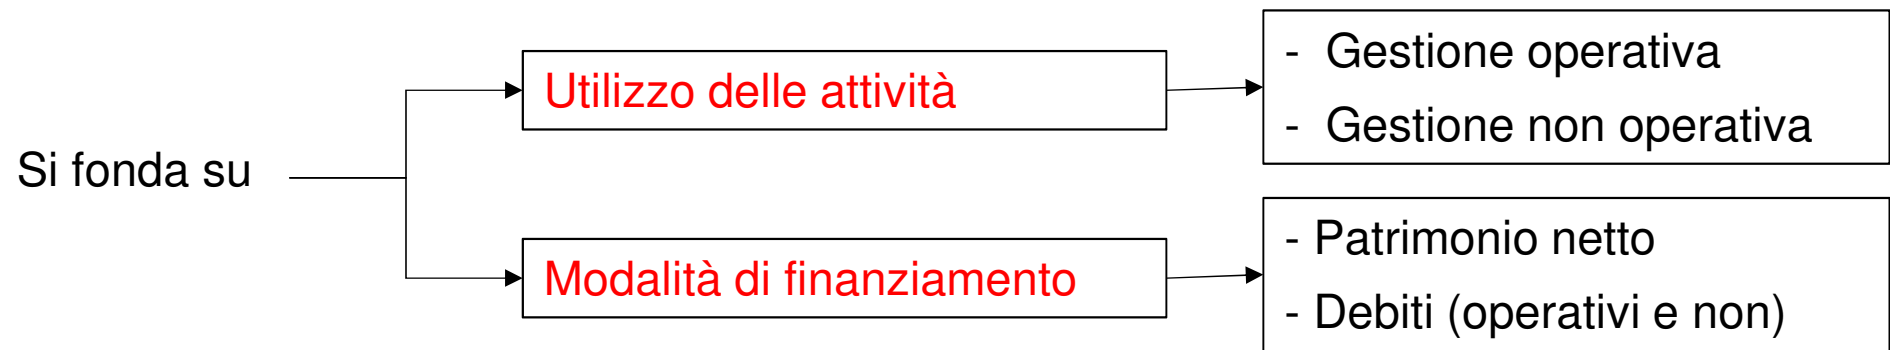 Si fonda su
Utilizzo delle attività
- Gestione operativa
- Gestione non operativa
Modalità di finanziamento
- Patrimonio netto
- Debiti (operativi e non)